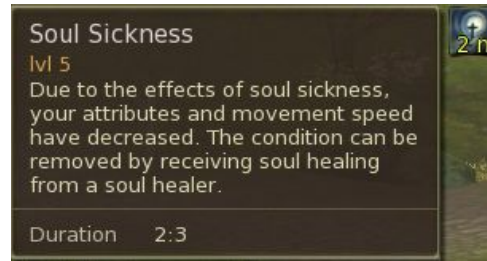 Soul Sickness
lvl 5
Due to the effects of soul sickness,
your attributes and movement speed
have decreased. The condition can be
removed by receiving soul healing
from a soul healer.
Duration 2:3
2